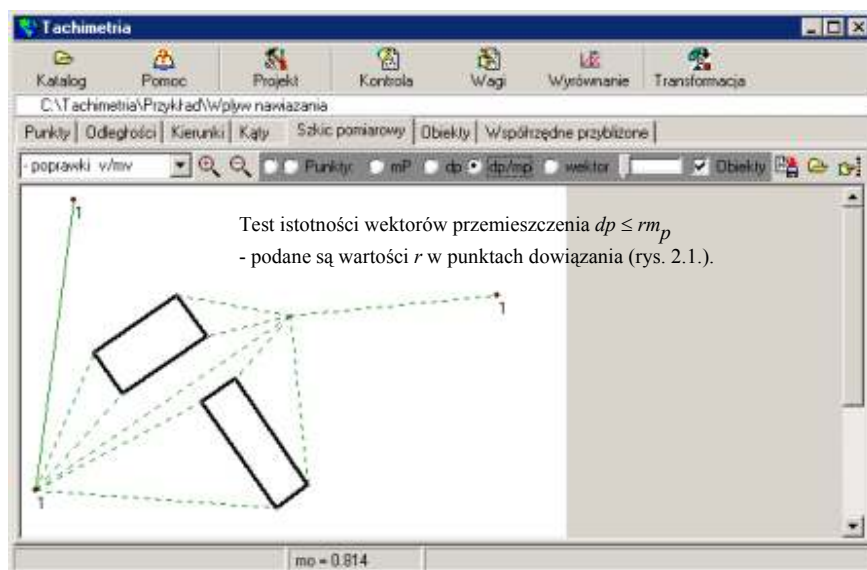 Tachimetria
Katalog Pomoc Projekt Kontrola Wagi Wyrównanie Transformacja
C:\Tachimetria\Przykład\Wpływ nawiazania
Punkty Odległości Kierunki Kąty Szkic pomiarowy Obiekty Współrzędne przybliżone
- poprawki v/mv Punkty: mP dp dp/mp wektor Obiekty
1
Test istotności wektorów przemieszczenia dp ≤ rmp
- podane są wartości r w punktach dowiązania (rys. 2.1.).
1
1
mo = 0.814